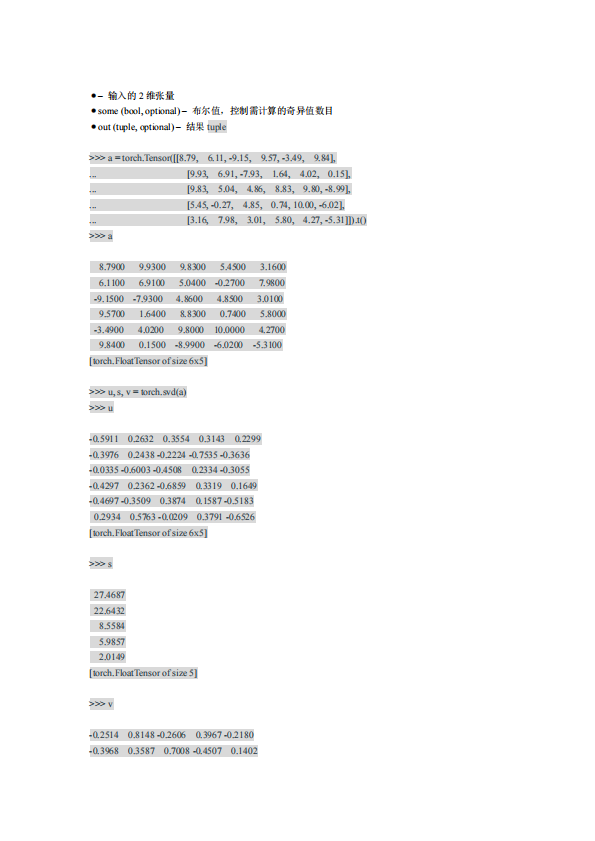 ●– 输入的 2 维张量
●some (bool, optional) – 布尔值，控制需计算的奇异值数目
●out (tuple, optional) – 结果 tuple
>>> a = torch.Tensor([[8.79, 6.11, -9.15, 9.57, -3.49, 9.84],
... [9.93, 6.91, -7.93, 1.64, 4.02, 0.15],
... [9.83, 5.04, 4.86, 8.83, 9.80, -8.99],
... [5.45, -0.27, 4.85, 0.74, 10.00, -6.02],
... [3.16, 7.98, 3.01, 5.80, 4.27, -5.31]]).t()
>>> a
8.7900 9.9300 9.8300 5.4500 3.1600
6.1100 6.9100 5.0400 -0.2700 7.9800
-9.1500 -7.9300 4.8600 4.8500 3.0100
9.5700 1.6400 8.8300 0.7400 5.8000
-3.4900 4.0200 9.8000 10.0000 4.2700
9.8400 0.1500 -8.9900 -6.0200 -5.3100
[torch.FloatTensor of size 6x5]
>>> u, s, v = torch.svd(a)
>>> u
-0.5911 0.2632 0.3554 0.3143 0.2299
-0.3976 0.2438 -0.2224 -0.7535 -0.3636
-0.0335 -0.6003 -0.4508 0.2334 -0.3055
-0.4297 0.2362 -0.6859 0.3319 0.1649
-0.4697 -0.3509 0.3874 0.1587 -0.5183
0.2934 0.5763 -0.0209 0.3791 -0.6526
[torch.FloatTensor of size 6x5]
>>> s
27.4687
22.6432
8.5584
5.9857
2.0149
[torch.FloatTensor of size 5]
>>> v
-0.2514 0.8148 -0.2606 0.3967 -0.2180
-0.3968 0.3587 0.7008 -0.4507 0.1402